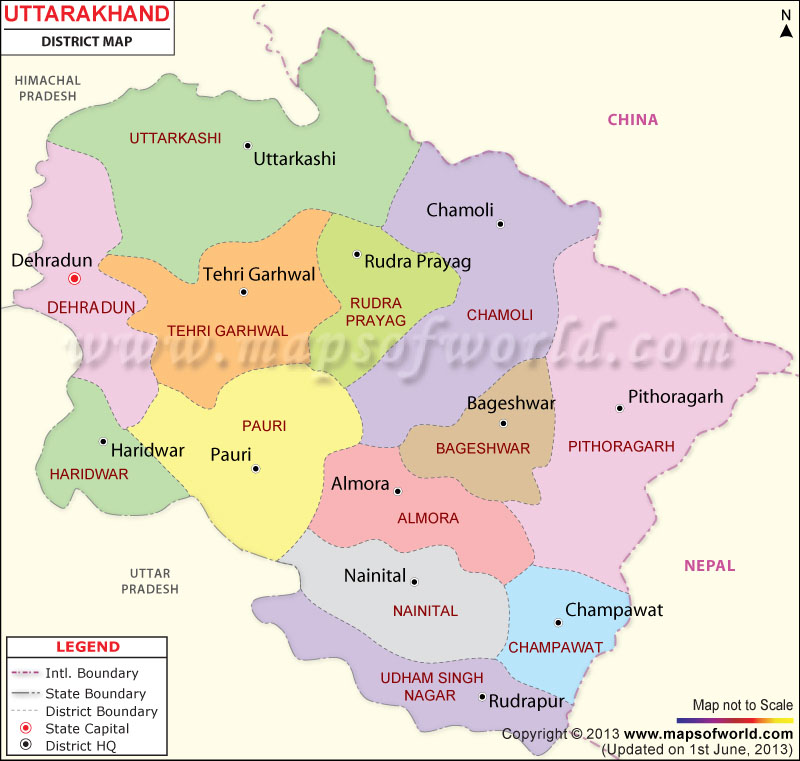 UTTARAKHAND
DISTRICT MAP
N
HIMACHAL
PRADESH
CHINA
UTTARKASHI
Uttarkashi
Chamoli
Dehradun
Tehri Garhwal
Rudra Prayag
DEHRADUN
TEHRI GARHWAL
RUDRA
PRAYAG
CHAMOLI
www.mapsofworld.com
Bageshwar
Pithoragarh
PAURI
Haridwar
Pauri
BAGESHWAR
PITHORAGARH
HARIDWAR
Almora
ALMORA
UTTAR
PRADESH
NEPAL
Nainital
NAINITAL
Champawat
CHAMPAWAT
UDHAM SINGH
NAGAR
Rudrapur
LEGEND
Intl. Boundary
State Boundary
District Boundary
State Capital
District HQ
Map not to Scale
Copyright © 2013 www.mapsofworld.com
(Updated on 1st June, 2013)